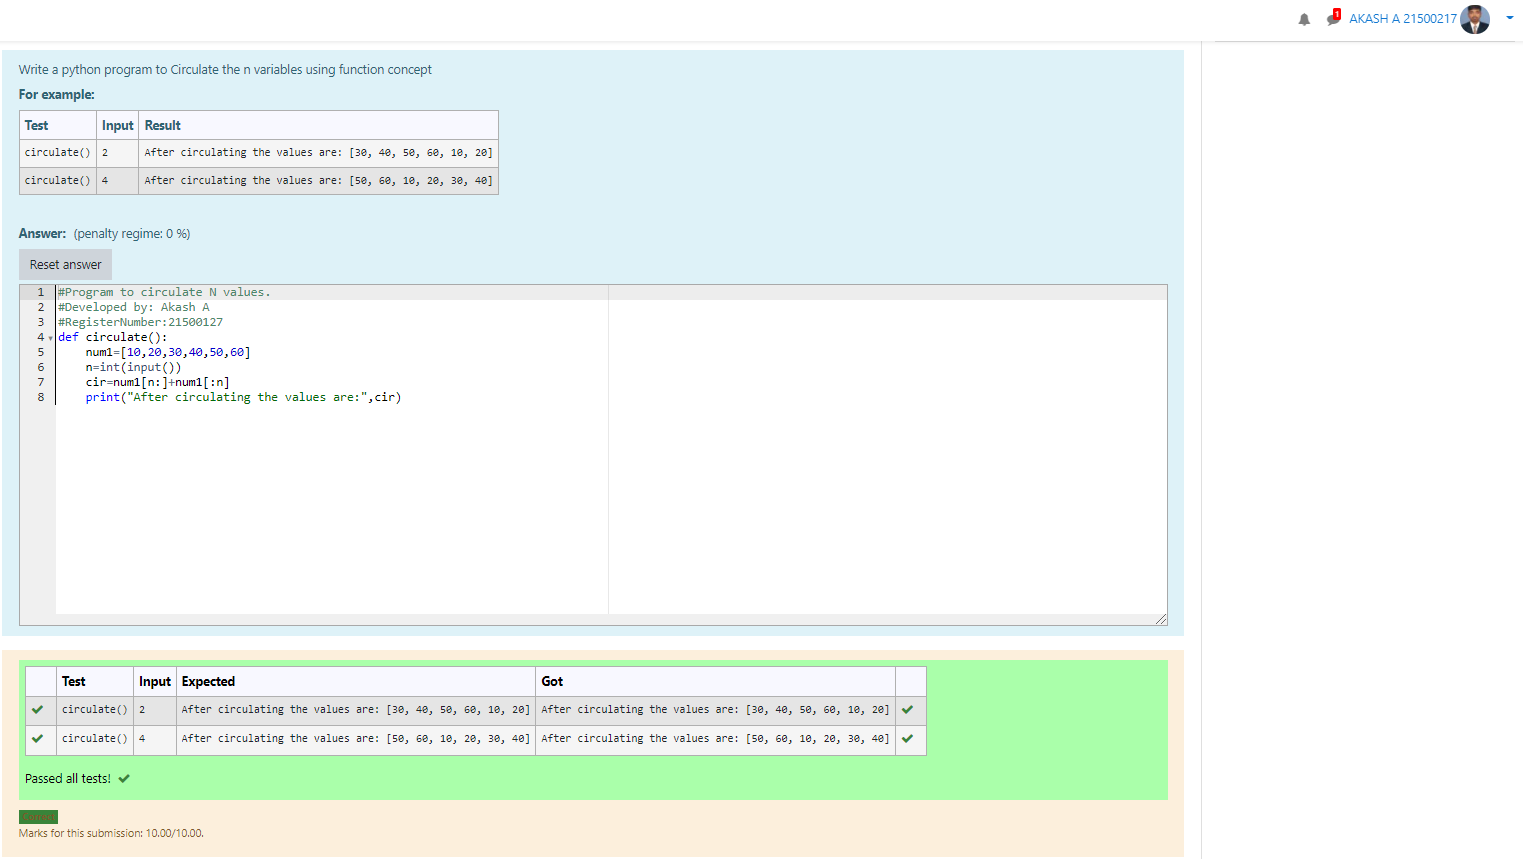 1
AKASH A 21500217
Write a python program to Circulate the n variables using function concept
For example:
Test Input Result
circulate() 2 After circulating the values are: [30, 40, 50, 60, 10, 20]
circulate() 4 After circulating the values are: [50, 60, 10, 20, 30, 40]
Answer: (penalty regime: 0 %)
Reset answer
1 #Program to circulate N values.
2 #Developed by: Akash A
3 #RegisterNumber:21500127
4 def circulate():
5 num1=[10,20,30,40,50,60]
6 n=int(input())
7 cir=num1[n:]+num1[:n]
8 print("After circulating the values are:",cir)
Test Input Expected Got
circulate() 2 After circulating the values are: [30, 40, 50, 60, 10, 20] After circulating the values are: [30, 40, 50, 60, 10, 20]
circulate() 4 After circulating the values are: [50, 60, 10, 20, 30, 40] After circulating the values are: [50, 60, 10, 20, 30, 40]
Passed all tests!
Correct
Marks for this submission: 10.00/10.00.